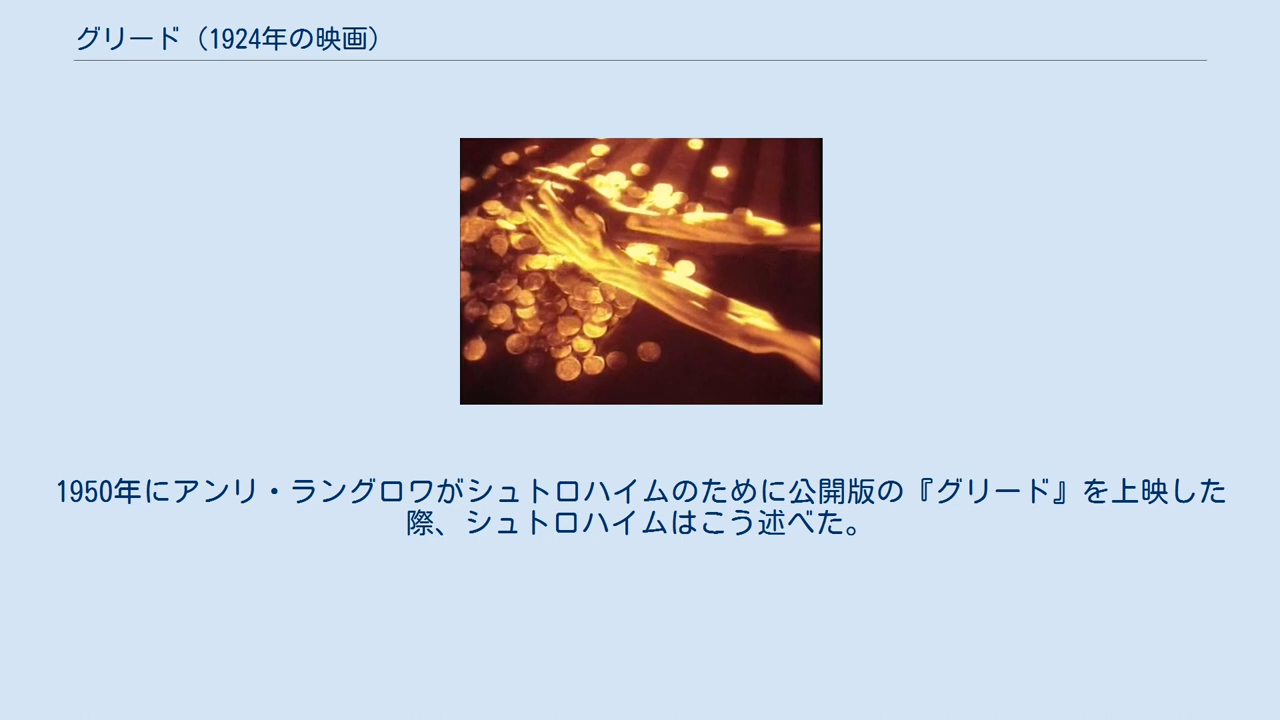 グリード（1924年の映画）
1950年にアンリ・ラングロワがシュトロハイムのために公開版の『グリード』を上映した
際、シュトロハイムはこう述べた。